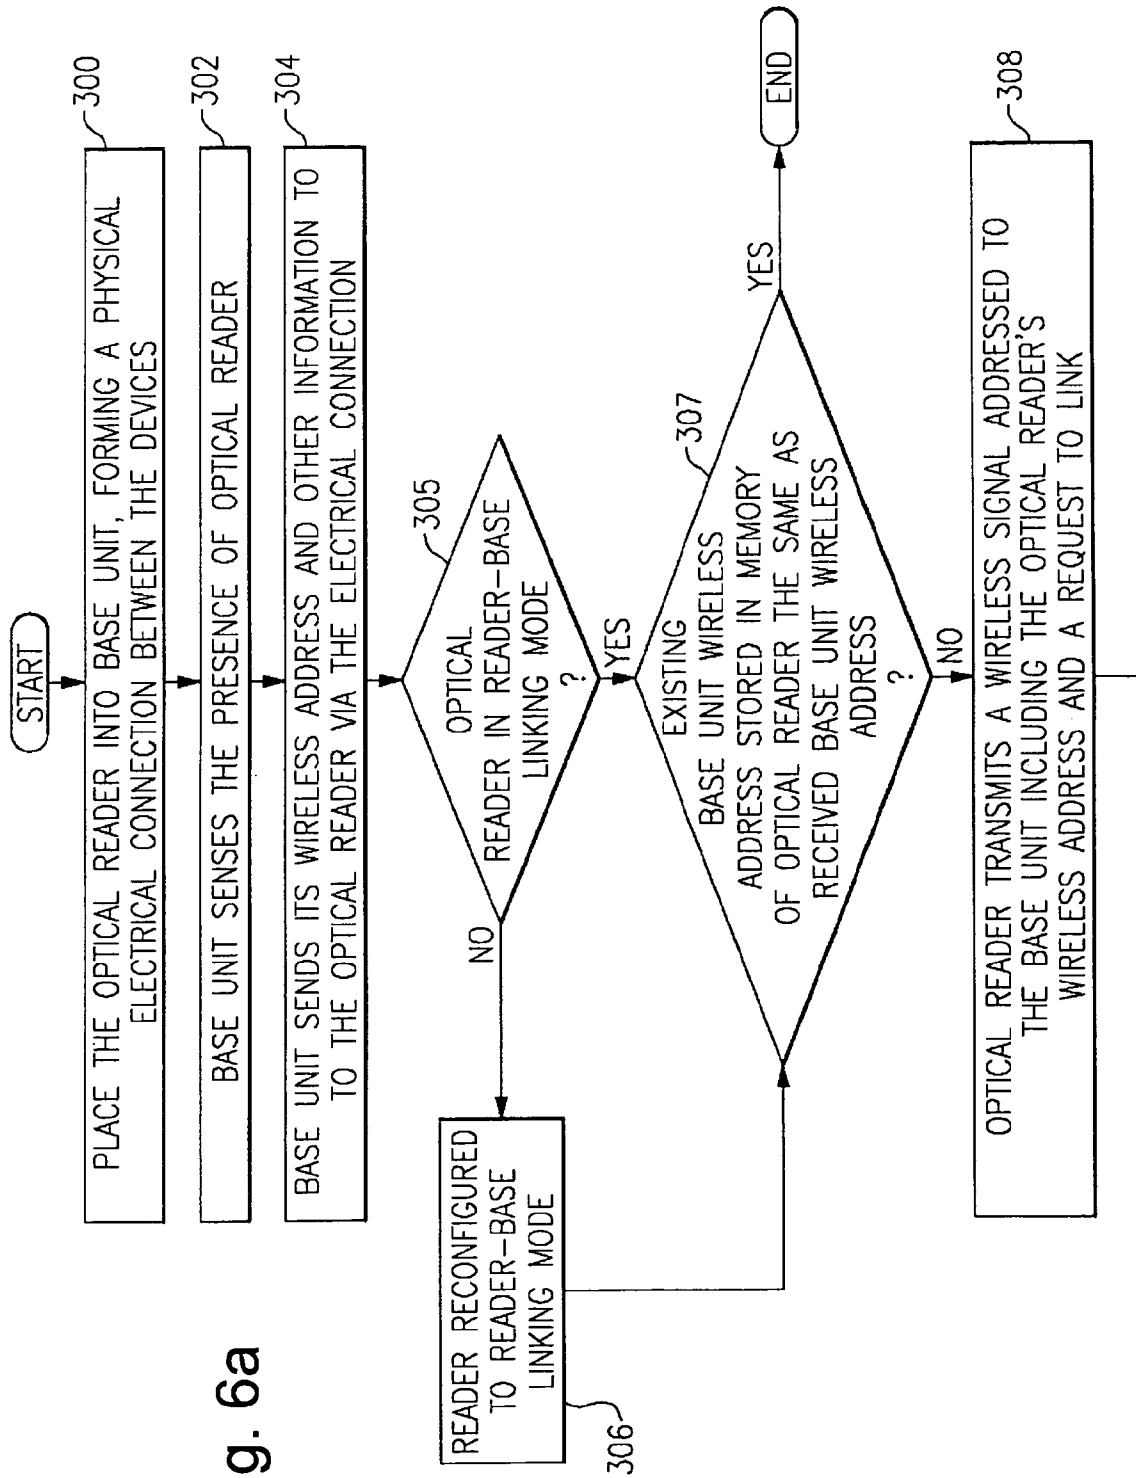 START
300
PLACE THE OPTICAL READER INTO BASE UNIT, FORMING A PHYSICAL
ELECTRICAL CONNECTION BETWEEN THE DEVICES
302
BASE UNIT SENSES THE PRESENCE OF OPTICAL READER
304
BASE UNIT SENDS ITS WIRELESS ADDRESS AND OTHER INFORMATION TO
TO THE OPTICAL READER VIA THE ELECTRICAL CONNECTION
305
OPTICAL
READER IN READER-BASE
LINKING MODE
?
NO
YES
READER RECONFIGURED
TO READER-BASE
LINKING MODE
306
307
EXISTING
BASE UNIT WIRELESS
ADDRESS STORED IN MEMORY
OF OPTICAL READER THE SAME AS
RECEIVED BASE UNIT WIRELESS
ADDRESS
?
YES
END
NO
308
OPTICAL READER TRANSMITS A WIRELESS SIGNAL ADDRESSED TO
THE BASE UNIT INCLUDING THE OPTICAL READER'S
WIRELESS ADDRESS AND A REQUEST TO LINK
g. 6a